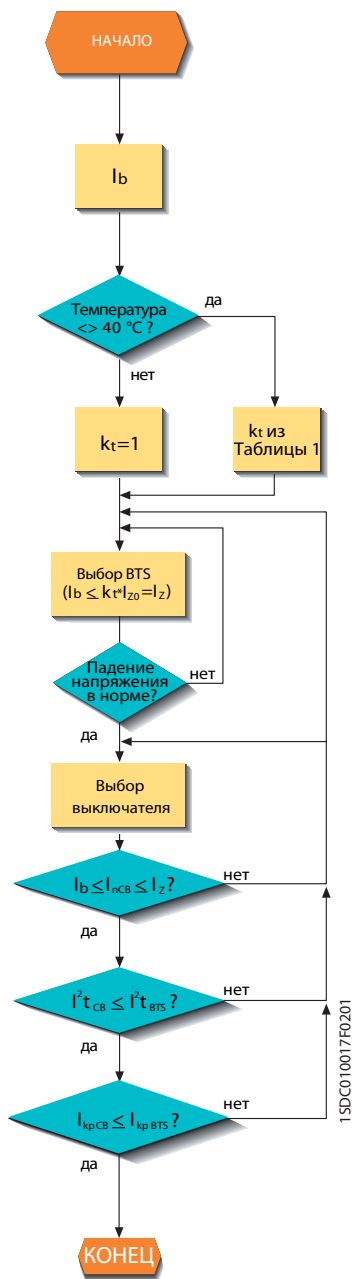 НАЧАЛО
Ib
Температура
<> 40 °C ?
да
нет
kt=1
kt из
Таблицы 1
Выбор BTS
(Ib ≤ kt*IZ0=IZ)
Падение
напряжения
в норме?
нет
да
Выбор
выключателя
Ib ≤ InCB ≤ IZ?
нет
да
I²tCB ≤ I²tBTS?
нет
да
IkpCB ≤ IkpBTS?
нет
да
КОНЕЦ
1SDC010017F0201